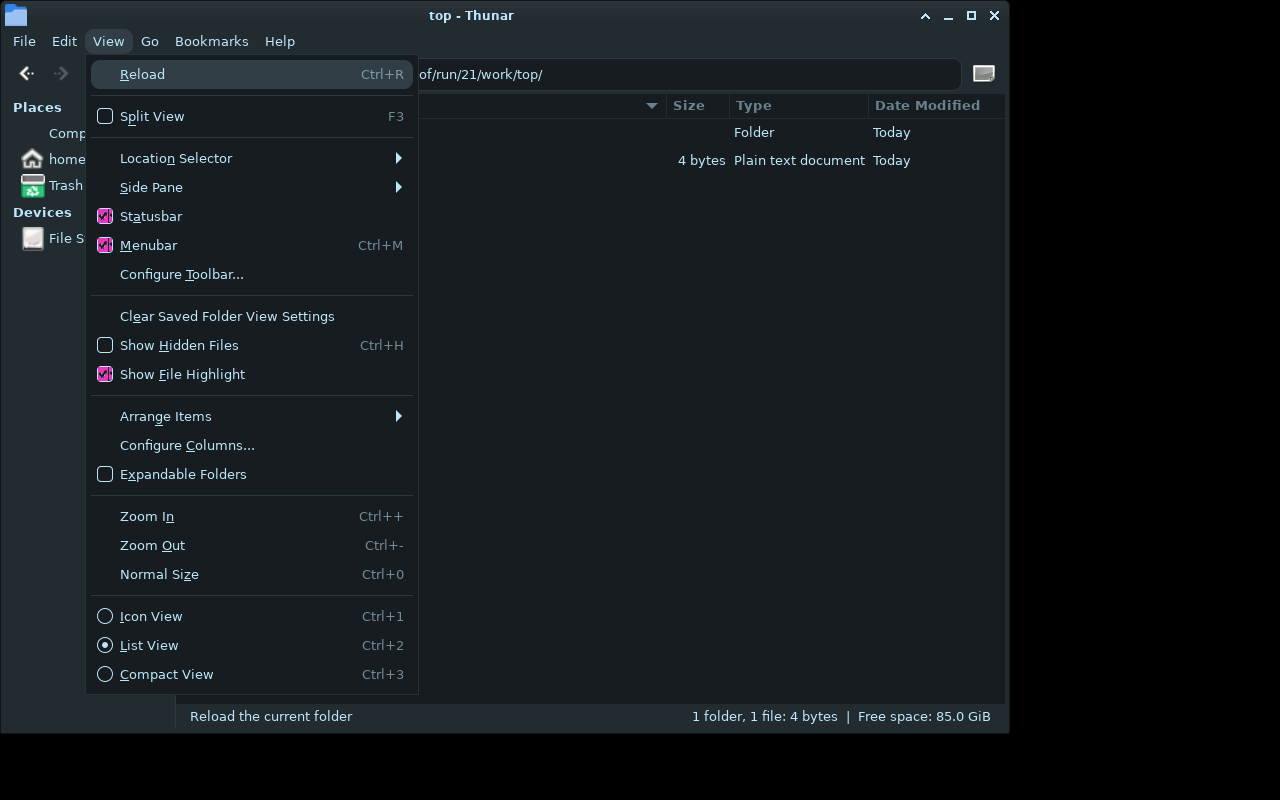 top - Thunar
File Edit View Go Bookmarks Help
Reload Ctrl+R
of/run/21/work/top/
Places
Size Type Date Modified
Split View F3
Comp
Folder Today
home
Location Selector
4 bytes Plain text document Today
Trash
Side Pane
Devices
Statusbar
File S
Menubar Ctrl+M
Configure Toolbar...
Clear Saved Folder View Settings
Show Hidden Files Ctrl+H
Show File Highlight
Arrange Items
Configure Columns...
Expandable Folders
Zoom In Ctrl++
Zoom Out Ctrl+-
Normal Size Ctrl+0
Icon View Ctrl+1
List View Ctrl+2
Compact View Ctrl+3
Reload the current folder
1 folder, 1 file: 4 bytes | Free space: 85.0 GiB